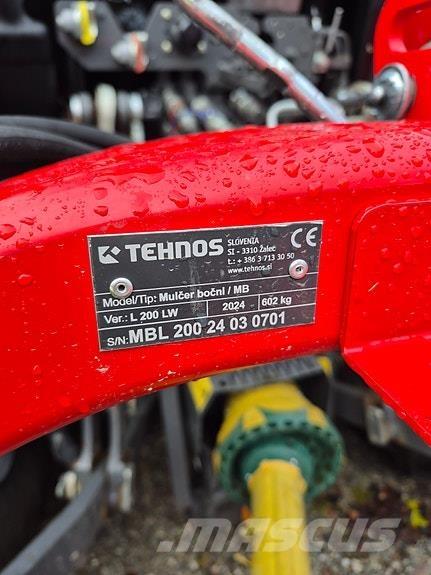 TEHNOS
SLOVENIA
SI - 3310 Žalec
t.: + 386 3 713 30 50
www.tehnos.si
CE
Model/Tip: Mulčer bočni / MB
Ver.: L 200 LW 2024 - 602 kg
S/N: MBL 200 24 03 0701
MASCUS